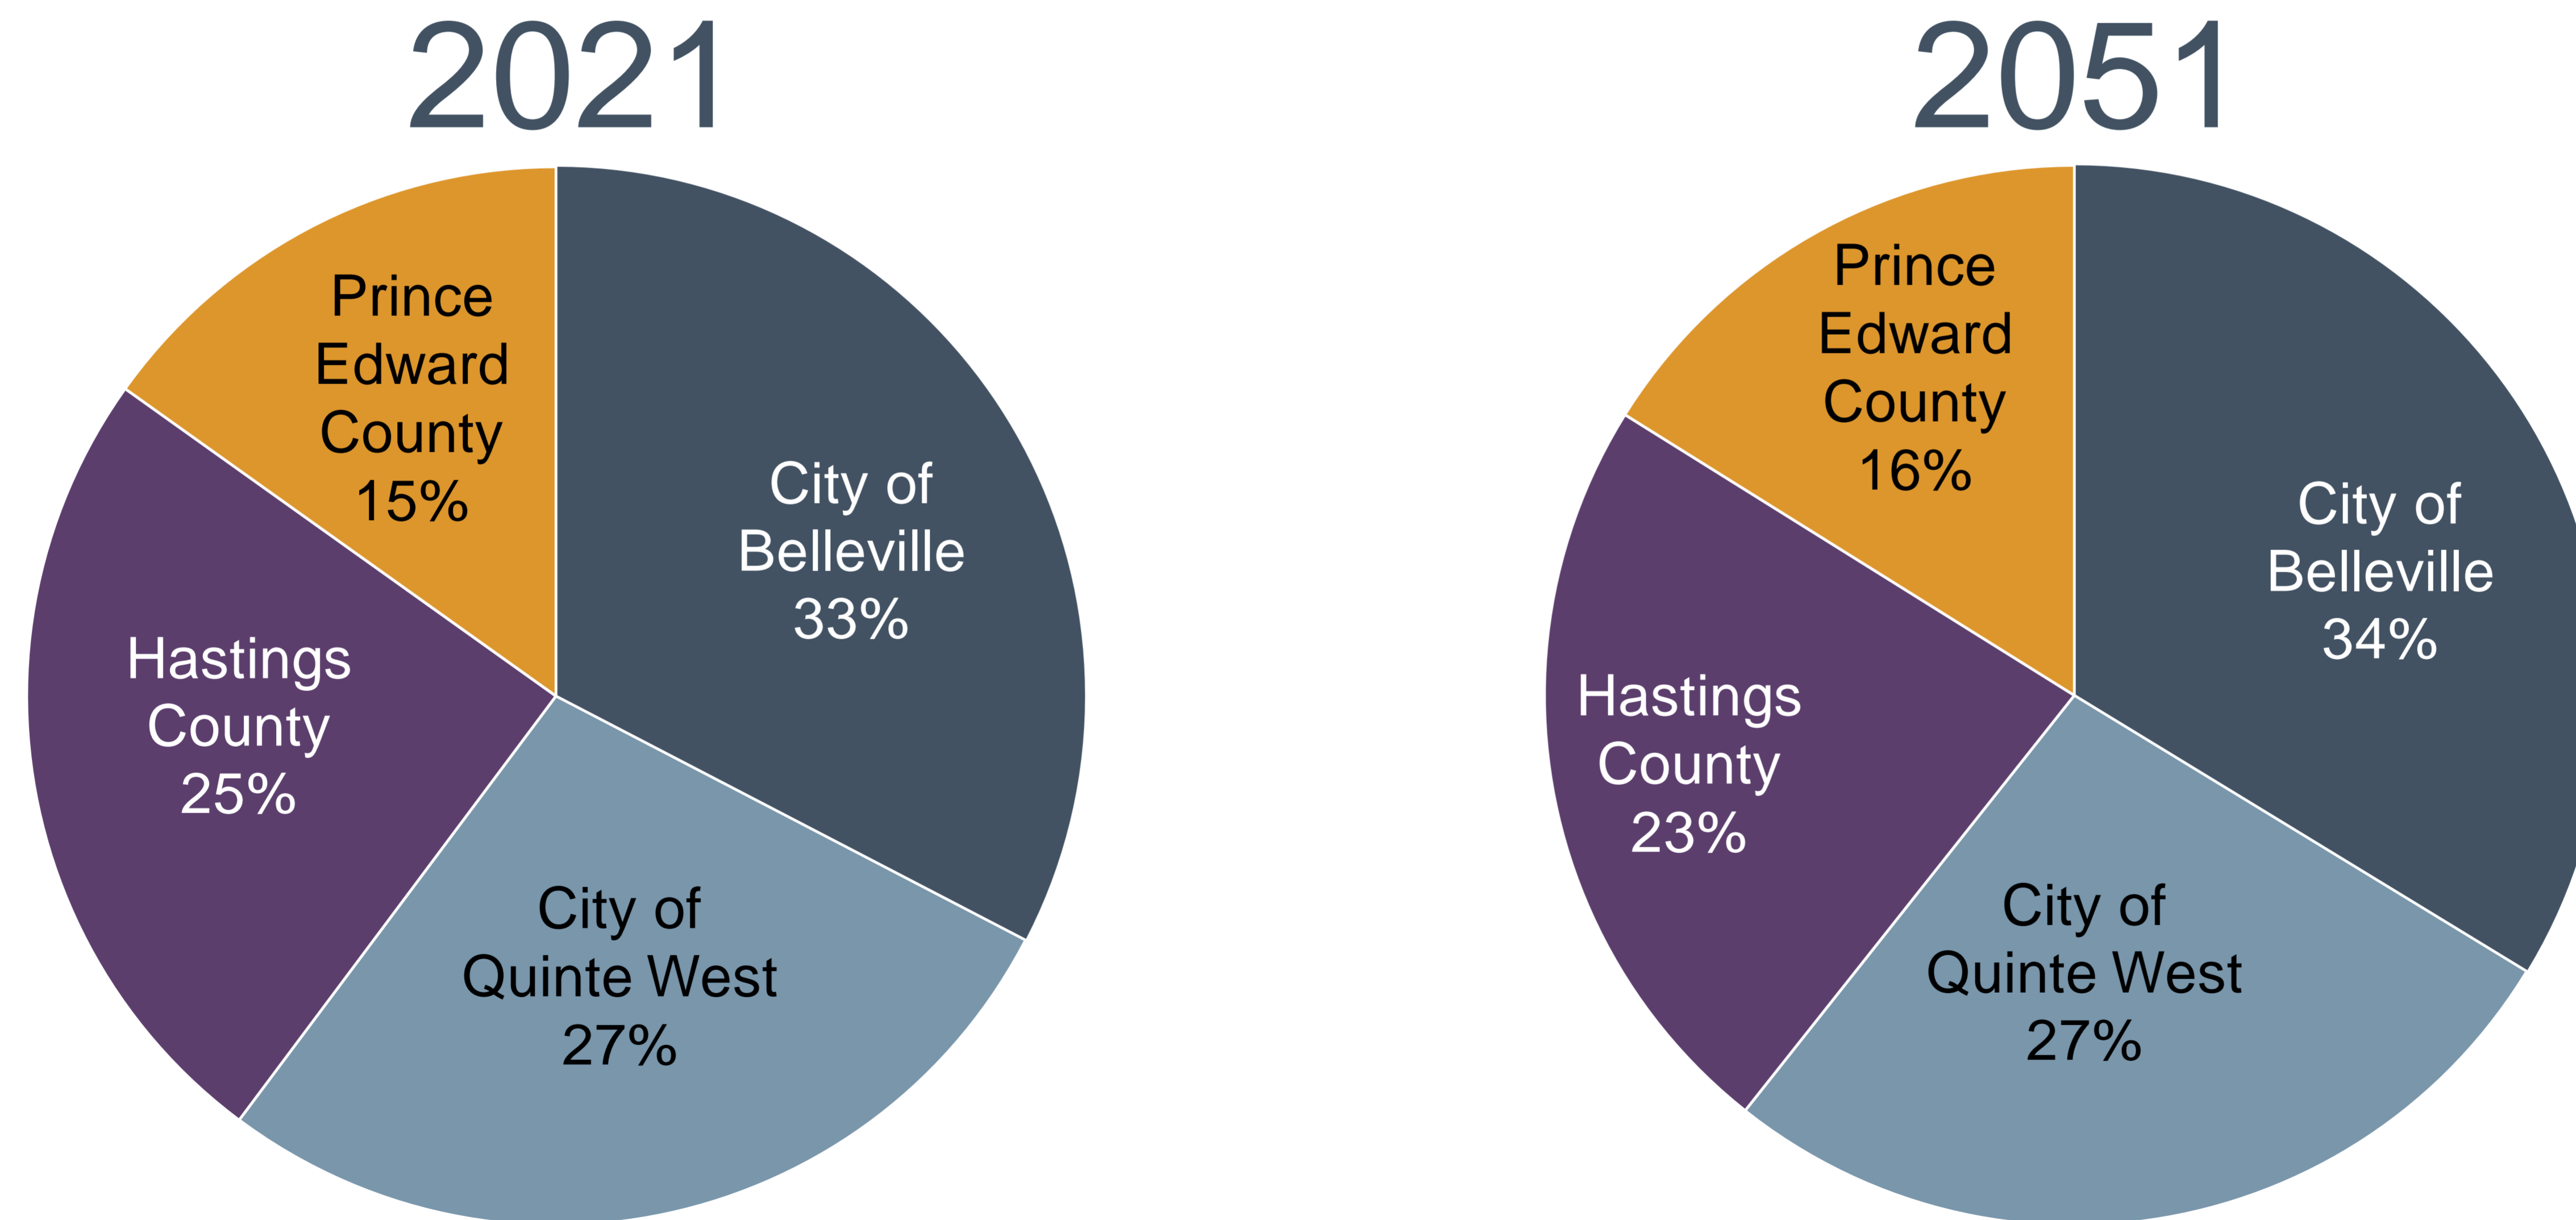 2021
Prince
Edward
County
15%
City of
Belleville
33%
Hastings
County
25%
City of
Quinte West
27%
2051
Prince
Edward
County
16%
City of
Belleville
34%
Hastings
County
23%
City of
Quinte West
27%